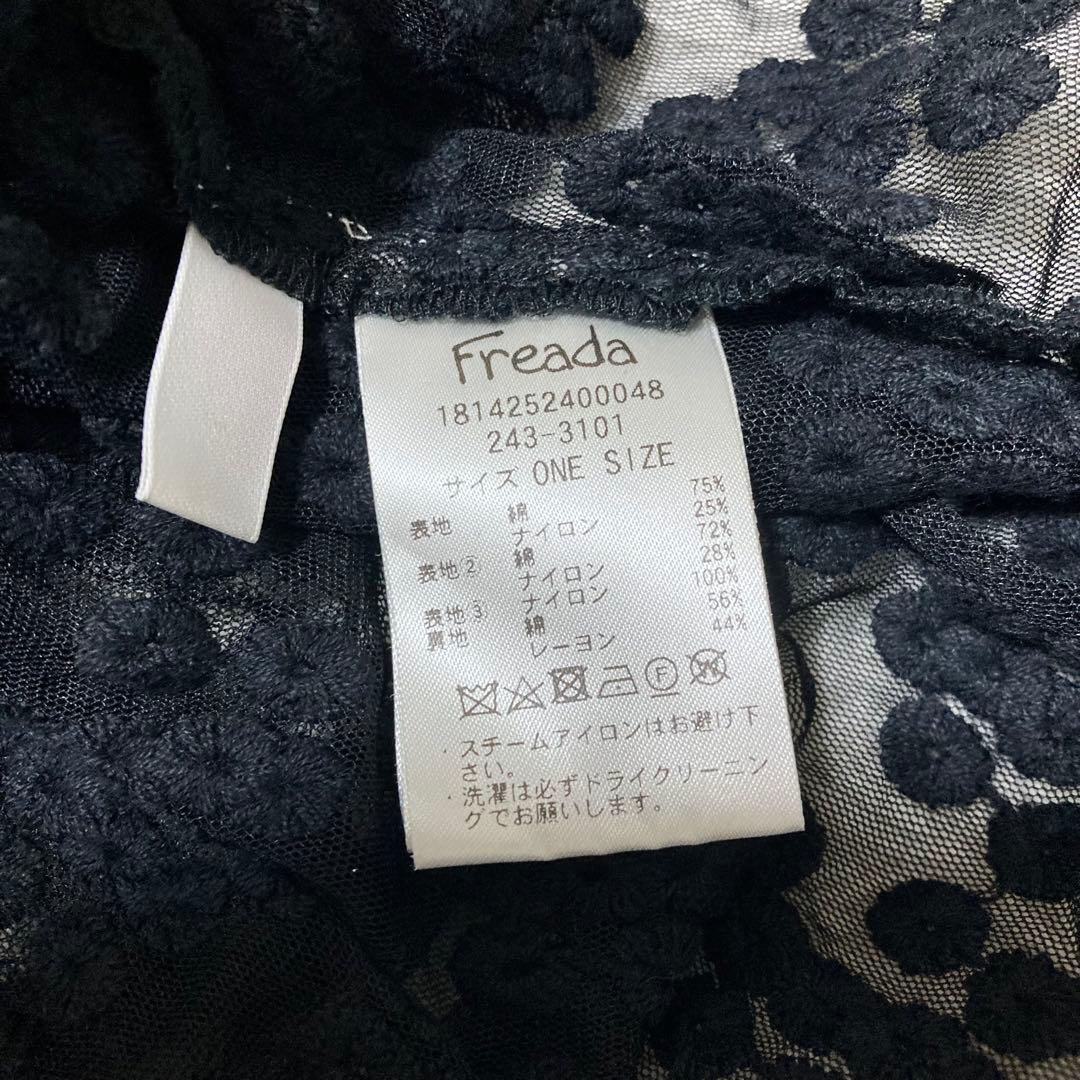 Freada
1814252400048
243-3101
サイズ ONE SIZE
表地 綿 75%
ナイロン 25%
表地② 綿 72%
ナイロン 28%
表地③ ナイロン 100%
裏地 綿 56%
レーヨン 44%
F W
・スチームアイロンはお避け下
さい。
・洗濯は必ずドライクリーニン
グでお願いします。